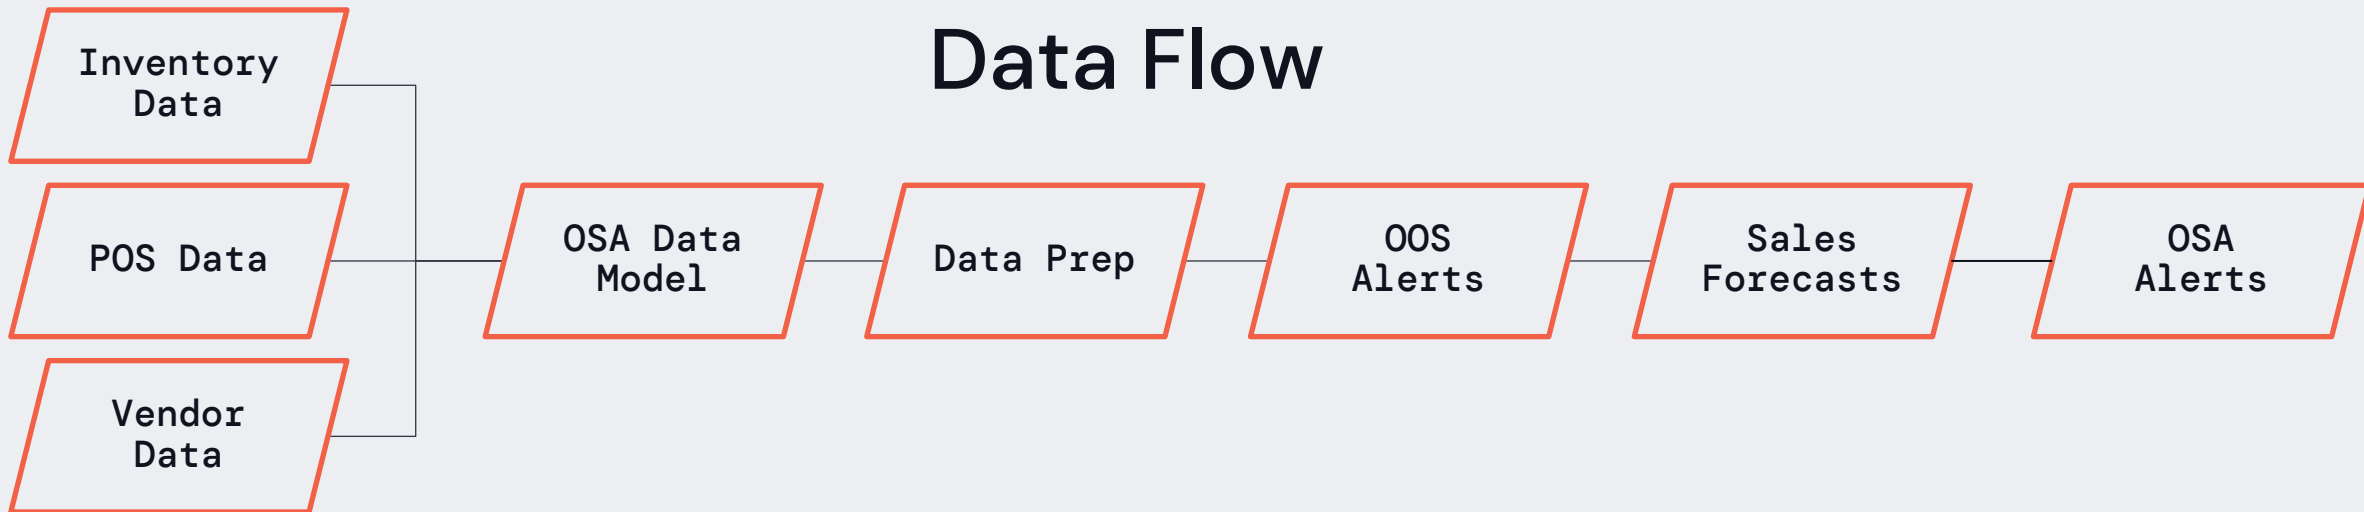 Data Flow
Inventory
Data
POS Data
Vendor
Data
OSA Data
Model
Data Prep
OOS
Alerts
Sales
Forecasts
OSA
Alerts